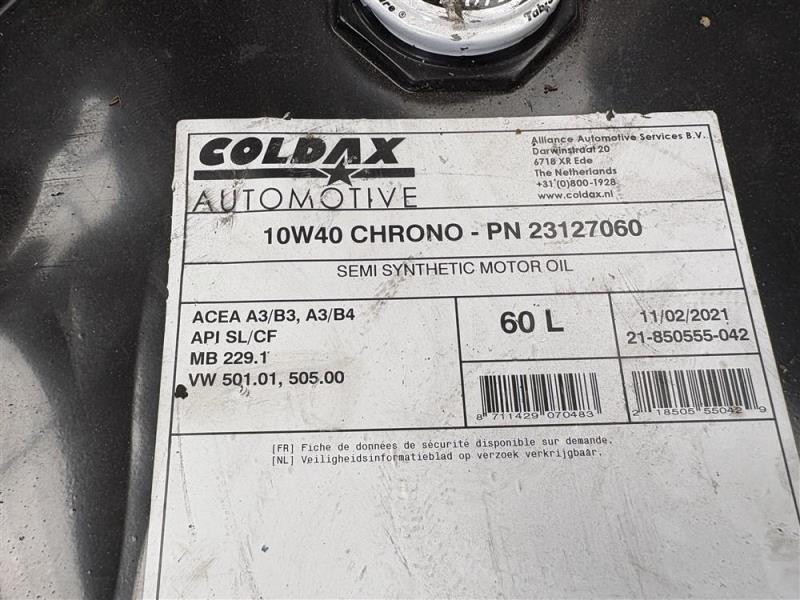 COLDAX
AUTOMOTIVE
Alliance Automotive Services B.V.
Darwinstraat 20
6718 XR Ede
The Netherlands
+31 (0)800-1928
www.coldax.nl
10W40 CHRONO - PN 23127060
SEMI SYNTHETIC MOTOR OIL
ACEA A3/B3, A3/B4
API SL/CF
MB 229.1
VW 501.01, 505.00
60 L
11/02/2021
21-850555-042
8 711429 070483
2 18505 55042 9
[FR] Fiche de données de sécurité disponible sur demande.
[NL] Veiligheidsinformatieblad op verzoek verkrijgbaar.